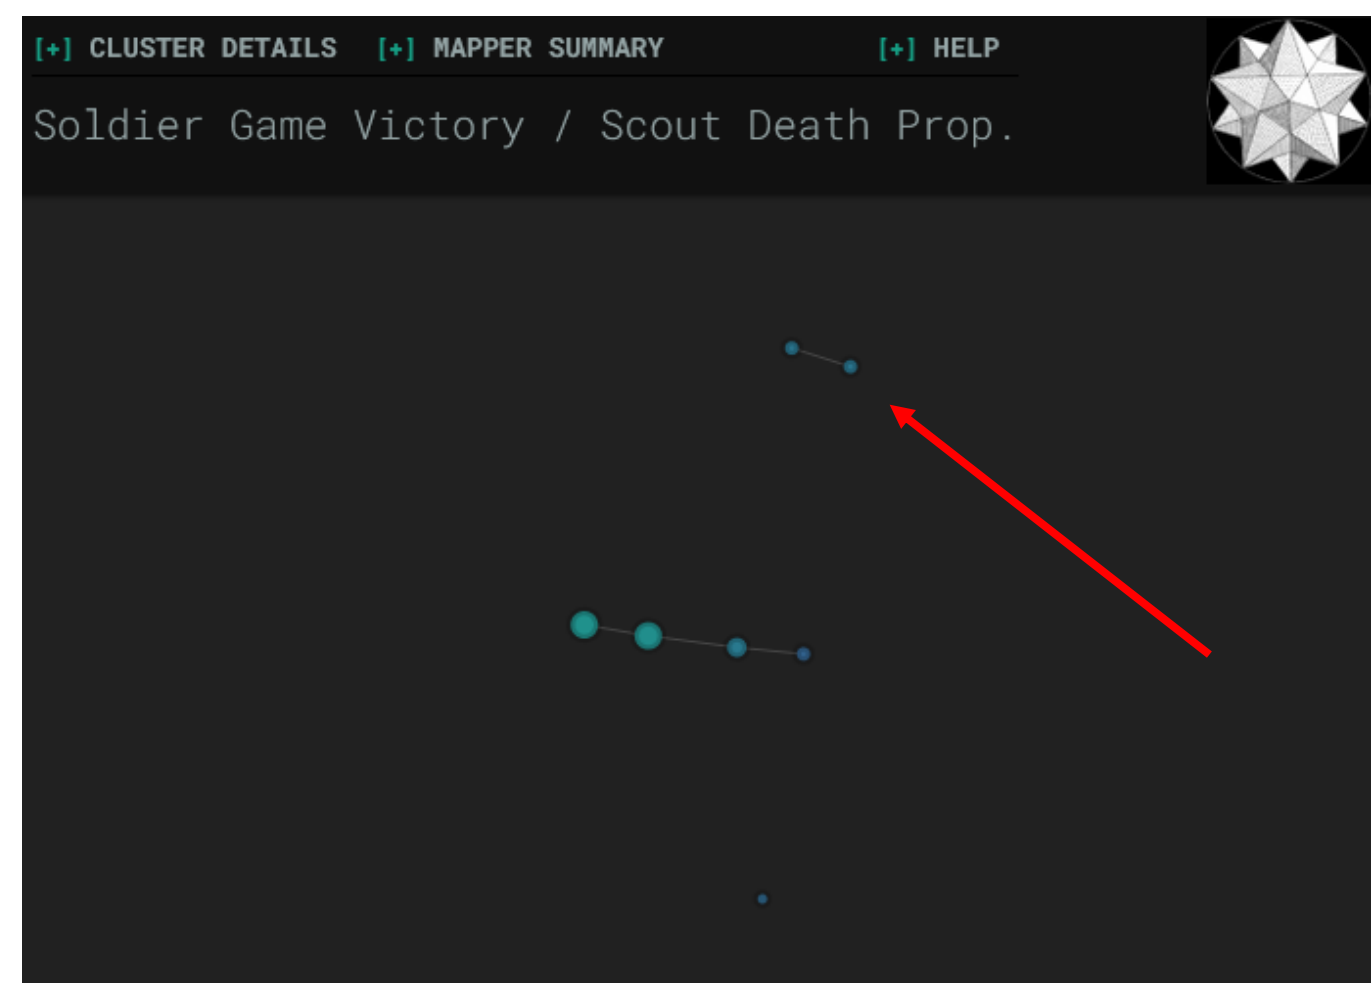 [+] CLUSTER DETAILS [+] MAPPER SUMMARY [+] HELP
Soldier Game Victory / Scout Death Prop.